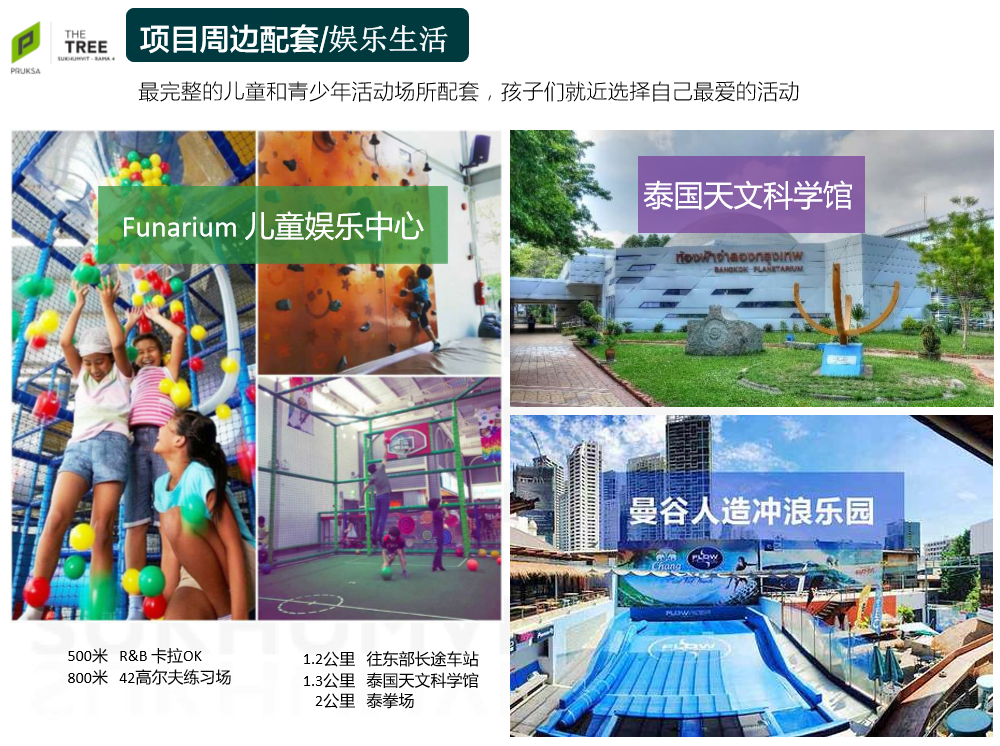 PRUKSA
THE
TREE
SUKHUMVIT - RAMA 4
项目周边配套/娱乐生活
最完整的儿童和青少年活动场所配套，孩子们就近选择自己最爱的活动
Funarium 儿童娱乐中心
泰国天文科学馆
ท้องฟ้าจำลองกรุงเทพ
BANGKOK PLANETARIUM
曼谷人造冲浪乐园
Chang
FLOW
FLOWRIDER
500米 R&B 卡拉OK
800米 42高尔夫练习场
1.2公里 往东部长途车站
1.3公里 泰国天文科学馆
2公里 泰拳场